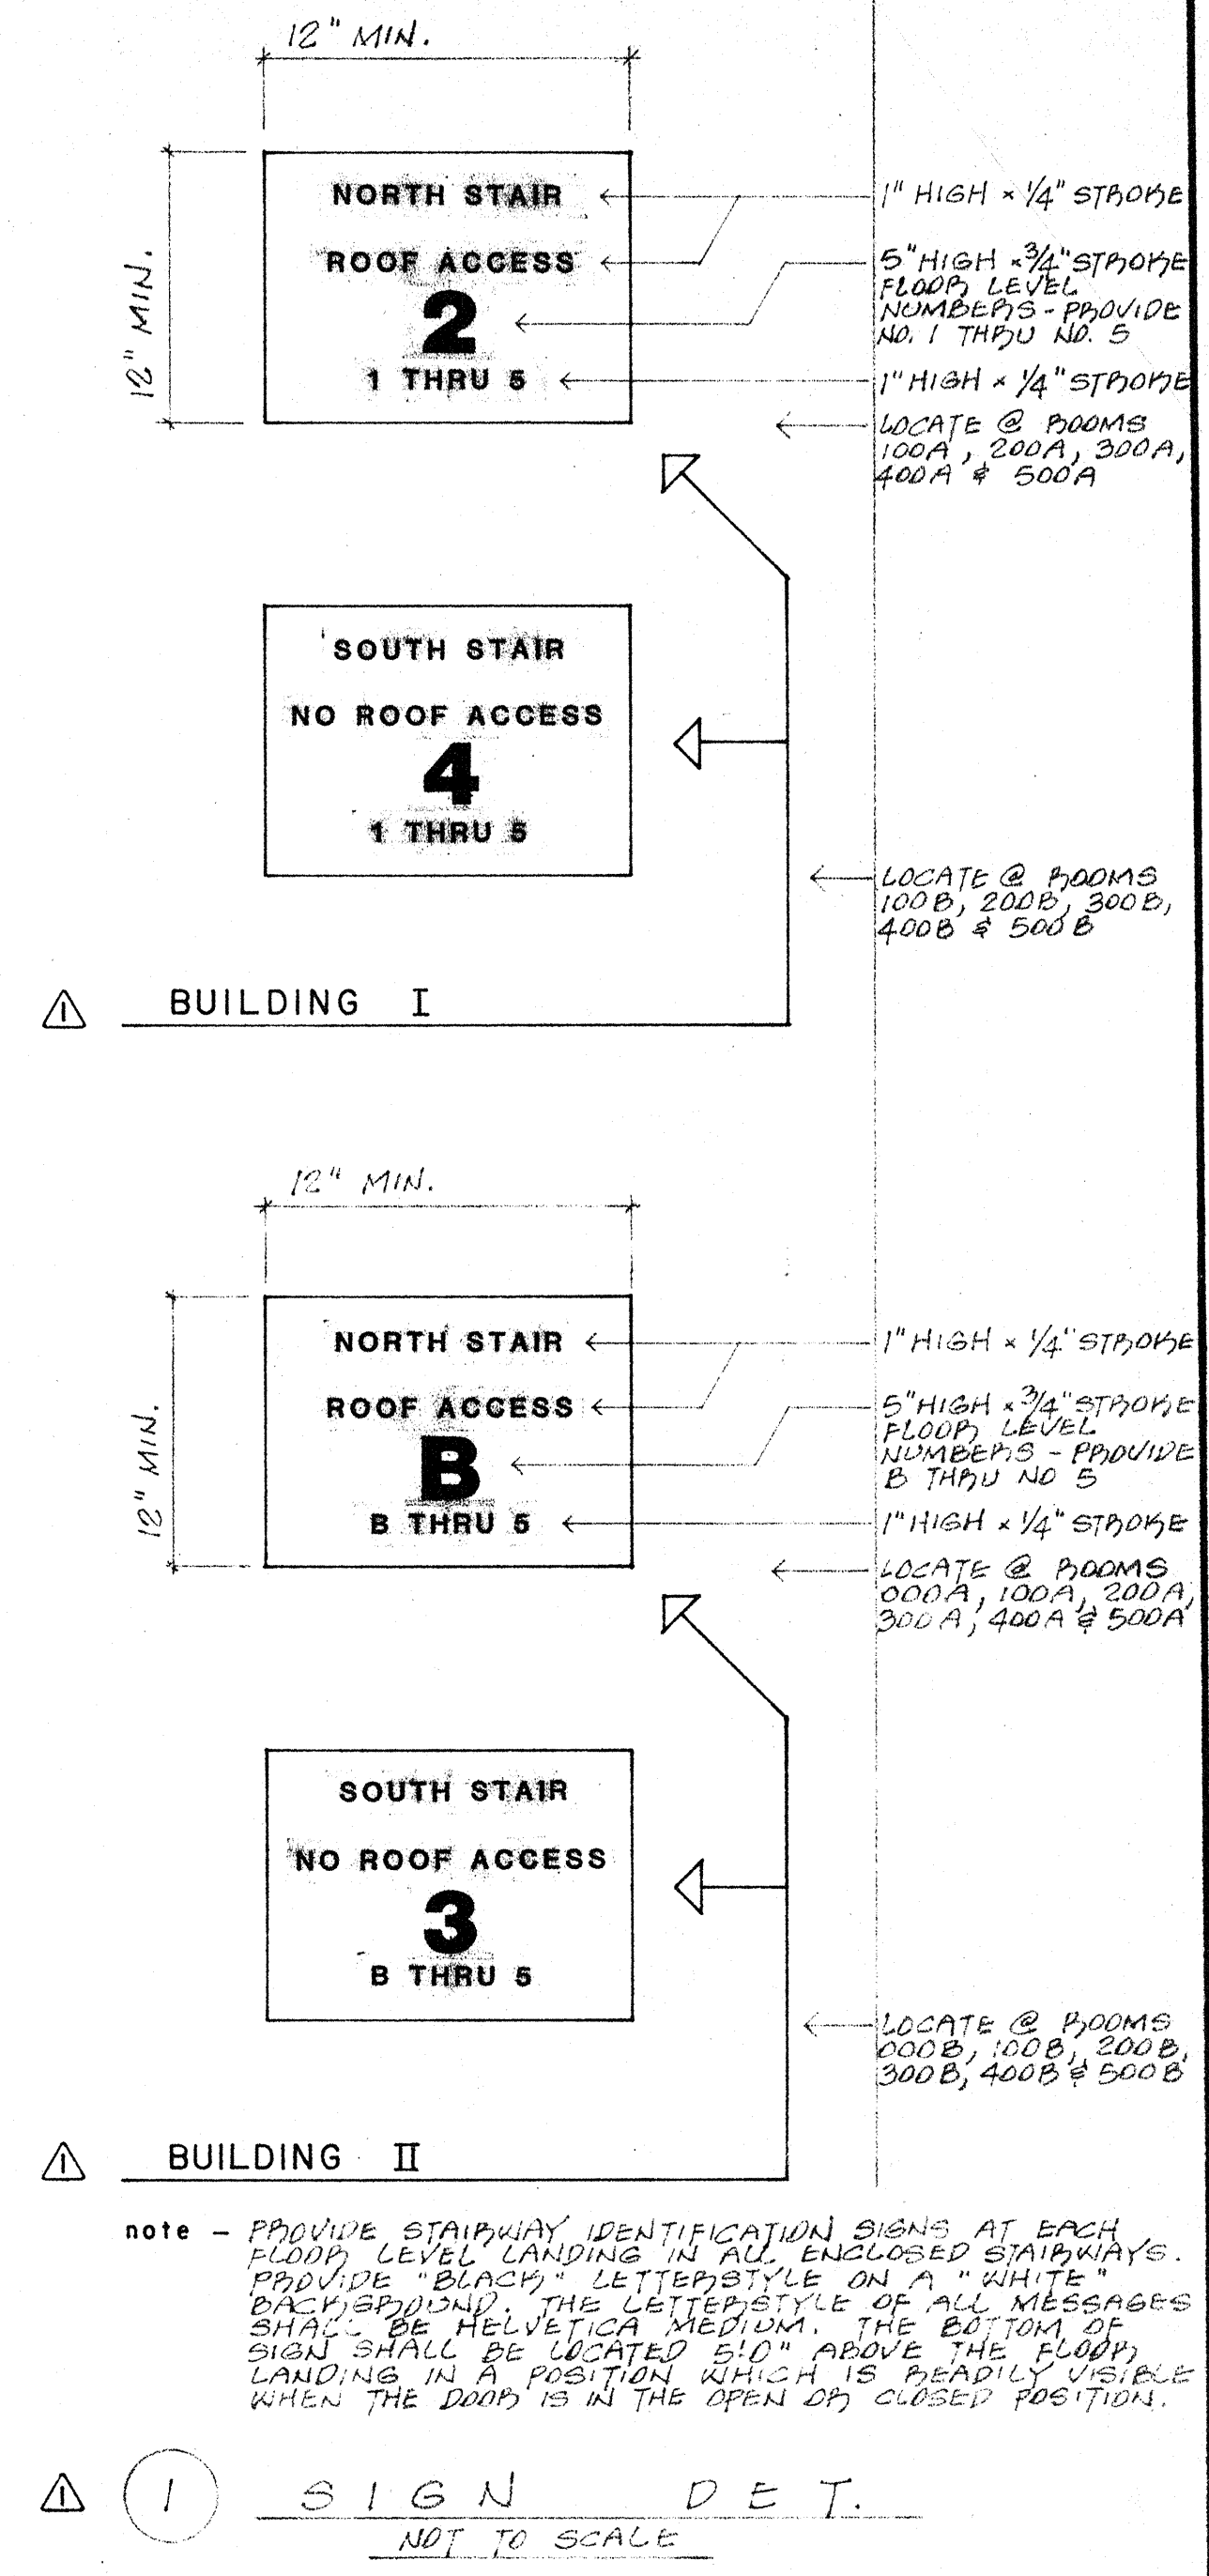 12" MIN.
12" MIN.
NORTH STAIR
ROOF ACCESS
2
1 THRU 5
1" HIGH × 1/4" STROKE
5" HIGH × 3/4" STROKE
FLOOR LEVEL
NUMBERS - PROVIDE
NO. 1 THRU NO. 5
1" HIGH × 1/4" STROKE
LOCATE @ ROOMS
100A, 200A, 300A,
400A & 500A
SOUTH STAIR
NO ROOF ACCESS
4
1 THRU 5
LOCATE @ ROOMS
100B, 200B, 300B,
400B & 500B
1 BUILDING I
12" MIN.
12" MIN.
NORTH STAIR
ROOF ACCESS
B
B THRU 5
1" HIGH × 1/4" STROKE
5" HIGH × 3/4" STROKE
FLOOR LEVEL
NUMBERS - PROVIDE
B THRU NO 5
1" HIGH × 1/4" STROKE
LOCATE @ ROOMS
000A, 100A, 200A,
300A, 400A & 500A
SOUTH STAIR
NO ROOF ACCESS
3
B THRU 5
LOCATE @ ROOMS
000B, 100B, 200B,
300B, 400B & 500B
1 BUILDING II
note - PROVIDE STAIRWAY IDENTIFICATION SIGNS AT EACH
FLOOR LEVEL LANDING IN ALL ENCLOSED STAIRWAYS.
PROVIDE "BLACK" LETTERSTYLE ON A "WHITE"
BACKGROUND. THE LETTERSTYLE OF ALL MESSAGES
SHALL BE HELVETICA MEDIUM. THE BOTTOM OF
SIGN SHALL BE LOCATED 5'0" ABOVE THE FLOOR
LANDING IN A POSITION WHICH IS READILY VISIBLE
WHEN THE DOOR IS IN THE OPEN OR CLOSED POSITION.
1 1 SIGN DET.
NOT TO SCALE